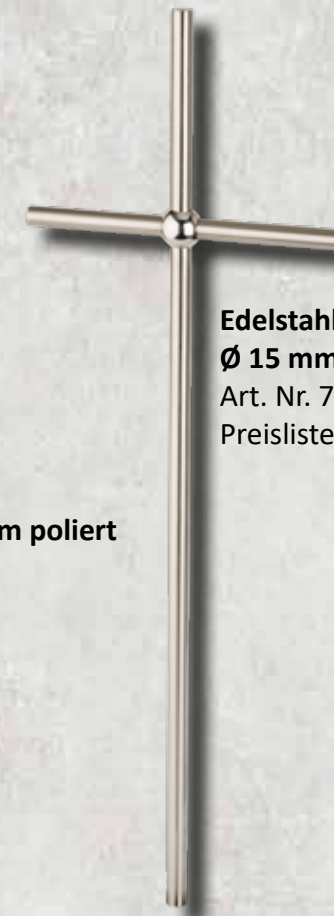 Edelstahl
Ø 15 mm
Art. Nr. 7
Preisliste
m poliert